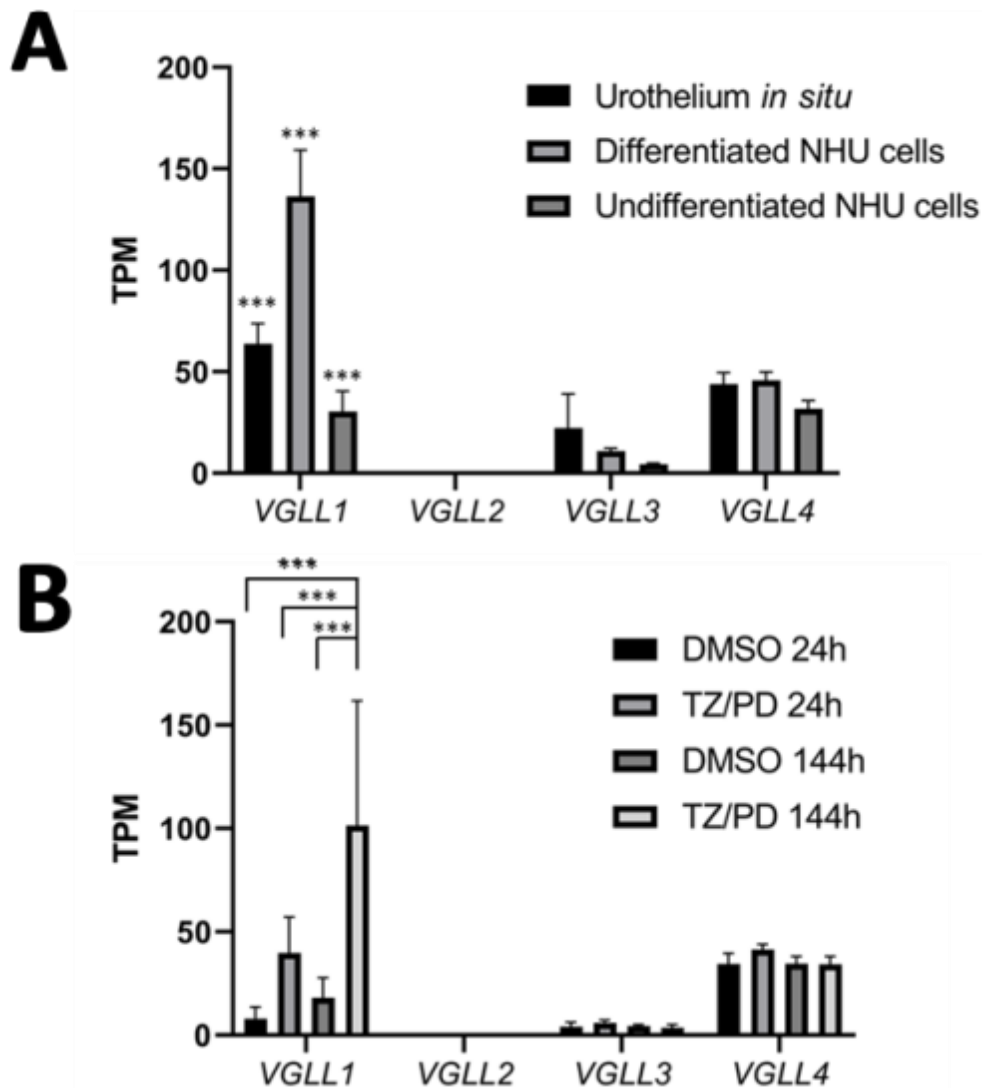 A
200
150
100
50
0
TPM
***
***
***
Urothelium in situ
Differentiated NHU cells
Undifferentiated NHU cells
VGLL1 VGLL2 VGLL3 VGLL4
B
***
***
***
200
150
100
50
0
TPM
DMSO 24h
TZ/PD 24h
DMSO 144h
TZ/PD 144h
VGLL1 VGLL2 VGLL3 VGLL4